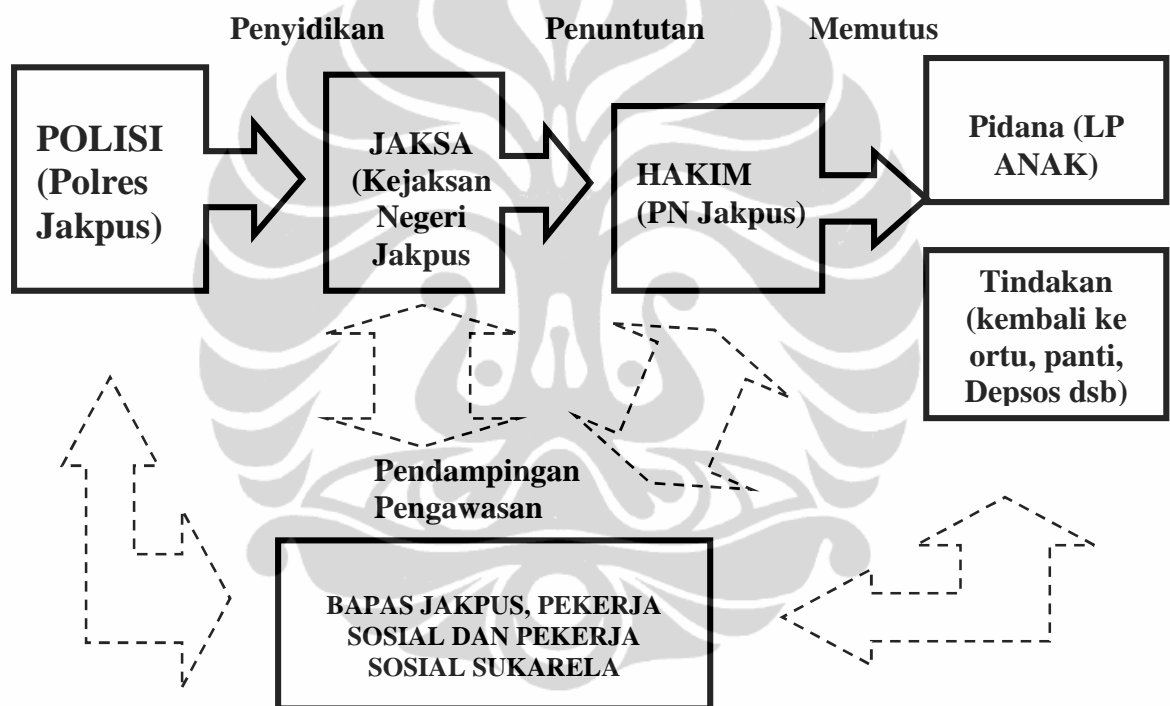 Penyidikan
Penuntutan
Memutus
POLISI
(Polres
Jakpus)
JAKSA
(Kejaksan
Negeri
Jakpus
HAKIM
(PN Jakpus)
Pidana (LP
ANAK)
Tindakan
(kembali ke
ortu, panti,
Depsos dsb)
Pendampingan
Pengawasan
BAPAS JAKPUS, PEKERJA
SOSIAL DAN PEKERJA
SOSIAL SUKARELA